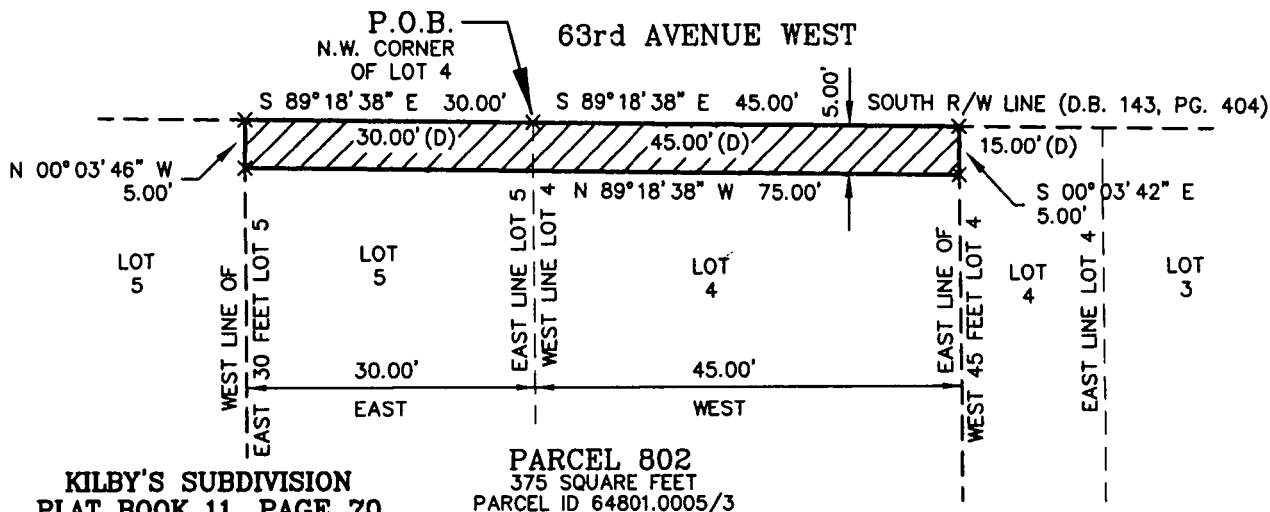 P.O.B.
N.W. CORNER
OF LOT 4
63rd AVENUE WEST
S 89°18'38" E 30.00'
S 89°18'38" E 45.00'
5.00'
SOUTH R/W LINE (D.B. 143, PG. 404)
30.00' (D)
45.00' (D)
15.00' (D)
N 00°03'46" W
5.00'
N 89°18'38" W 75.00'
S 00°03'42" E
5.00'
LOT
5
WEST LINE OF
EAST 30 FEET LOT 5
LOT
5
EAST LINE LOT 5
WEST LINE LOT 4
LOT
4
EAST LINE OF
WEST 45 FEET LOT 4
LOT
4
EAST LINE LOT 4
LOT
3
30.00'
EAST
45.00'
WEST
KILBY'S SUBDIVISION
PLAT BOOK 11, PAGE 70
PARCEL 802
375 SQUARE FEET
PARCEL ID 64801.0005/3